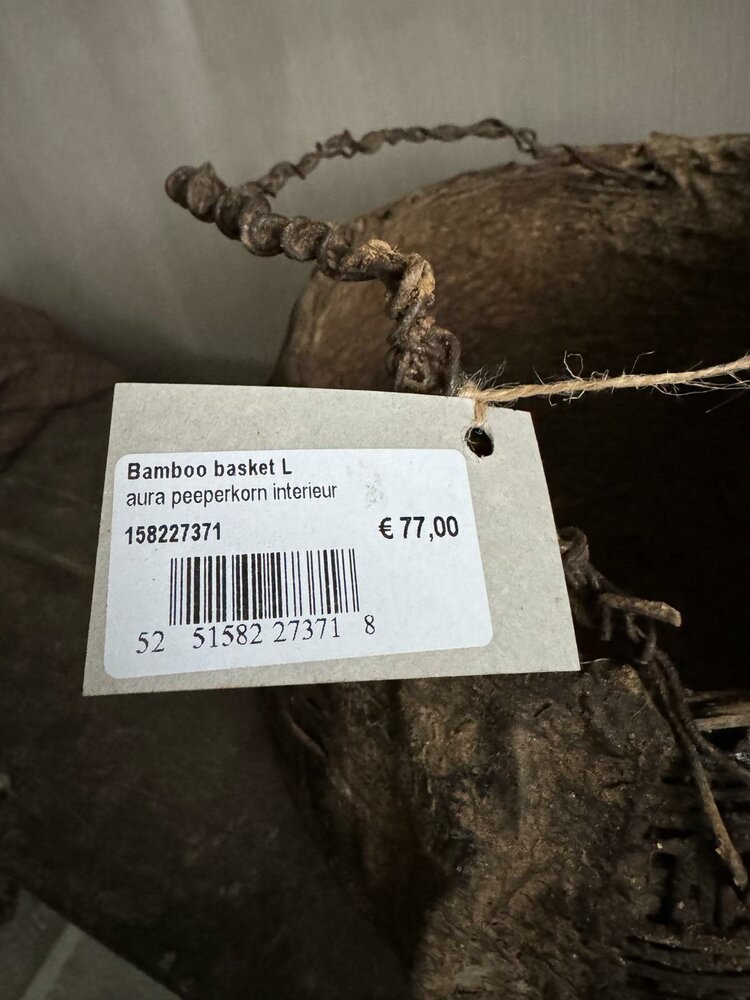 Bamboo basket L
aura peeperkorn interieur
158227371 € 77,00
52 51582 27371 8